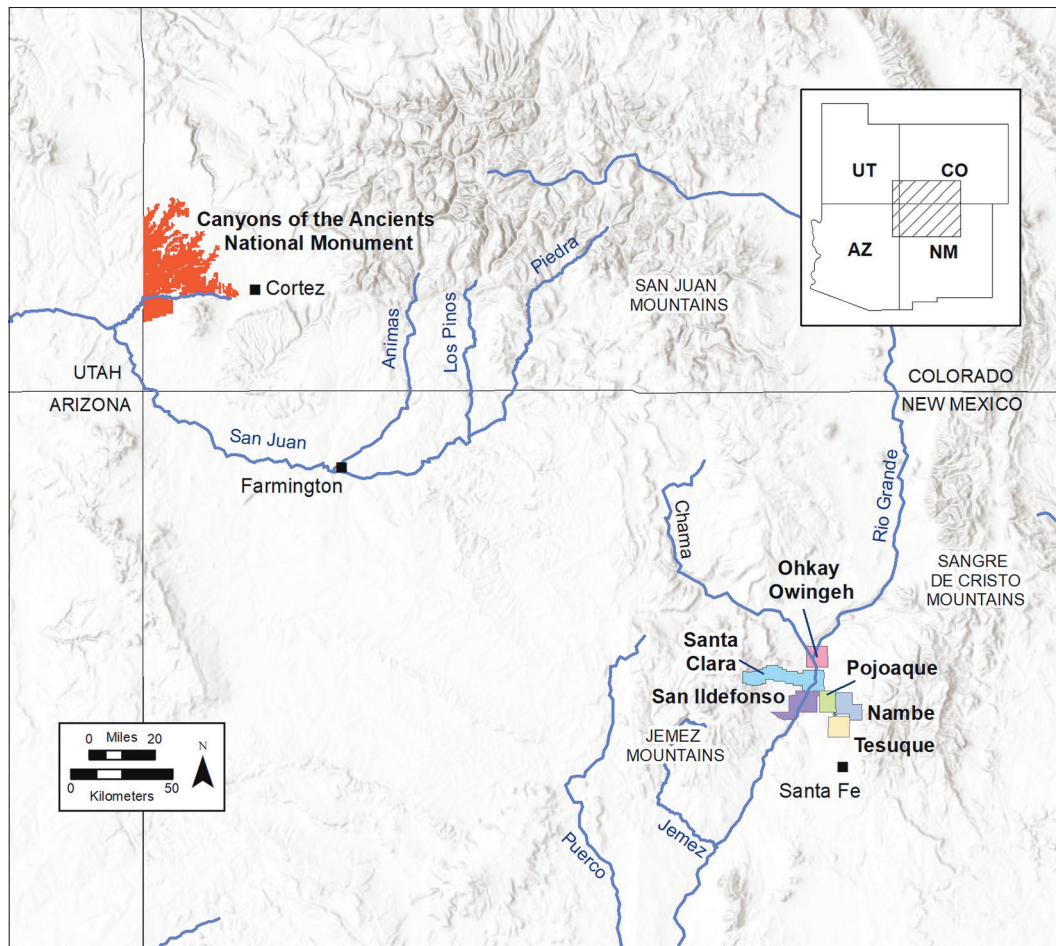 Canyons of the Ancients
National Monument
Cortez
UT
CO
AZ
NM
Piedra
SAN JUAN
MOUNTAINS
Animas
Los Pinos
UTAH
ARIZONA
COLORADO
NEW MEXICO
San Juan
Farmington
Rio Grande
Chama
SANGRE
DE CRISTO
MOUNTAINS
Ohkay
Owingeh
Santa
Clara
Pojoaque
San Ildefonso
Nambe
Tesuque
JEMEZ
MOUNTAINS
Santa Fe
Jemez
Puerco
0 Miles 20
N
0 50
Kilometers